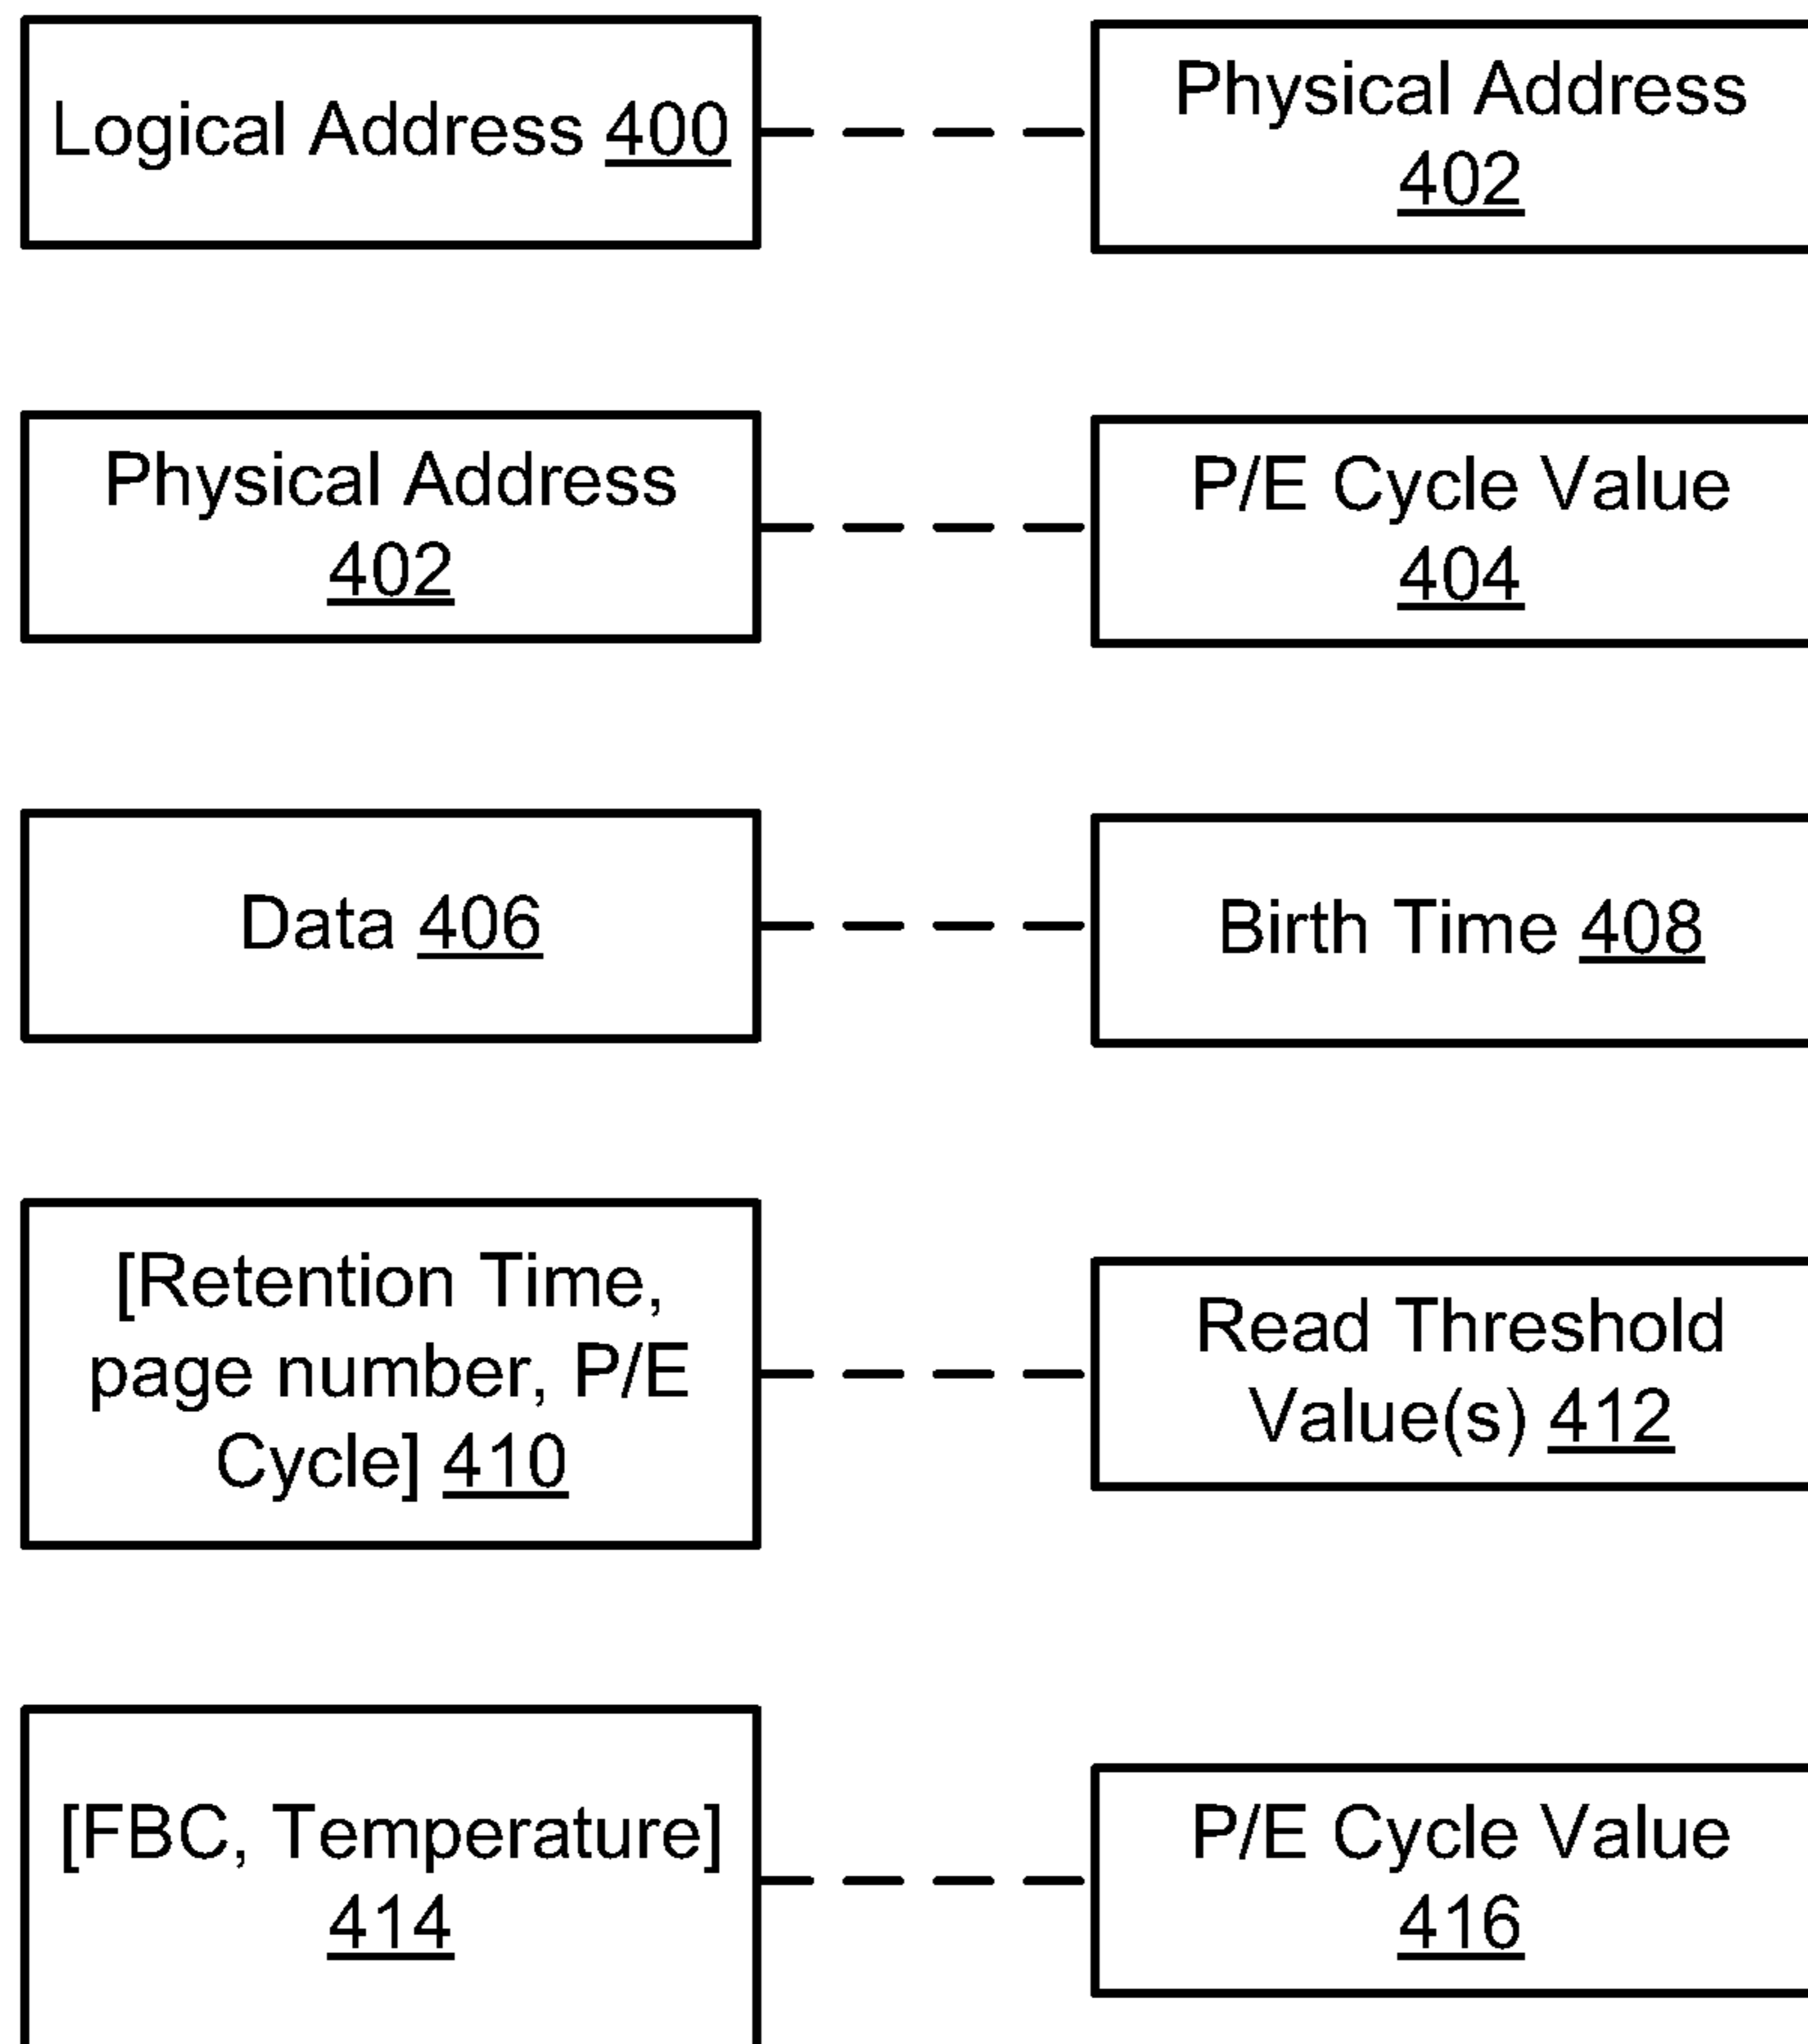 Logical Address 400
Physical Address
402
Physical Address
402
P/E Cycle Value
404
Data 406
Birth Time 408
[Retention Time,
page number, P/E
Cycle] 410
Read Threshold
Value(s) 412
[FBC, Temperature]
414
P/E Cycle Value
416